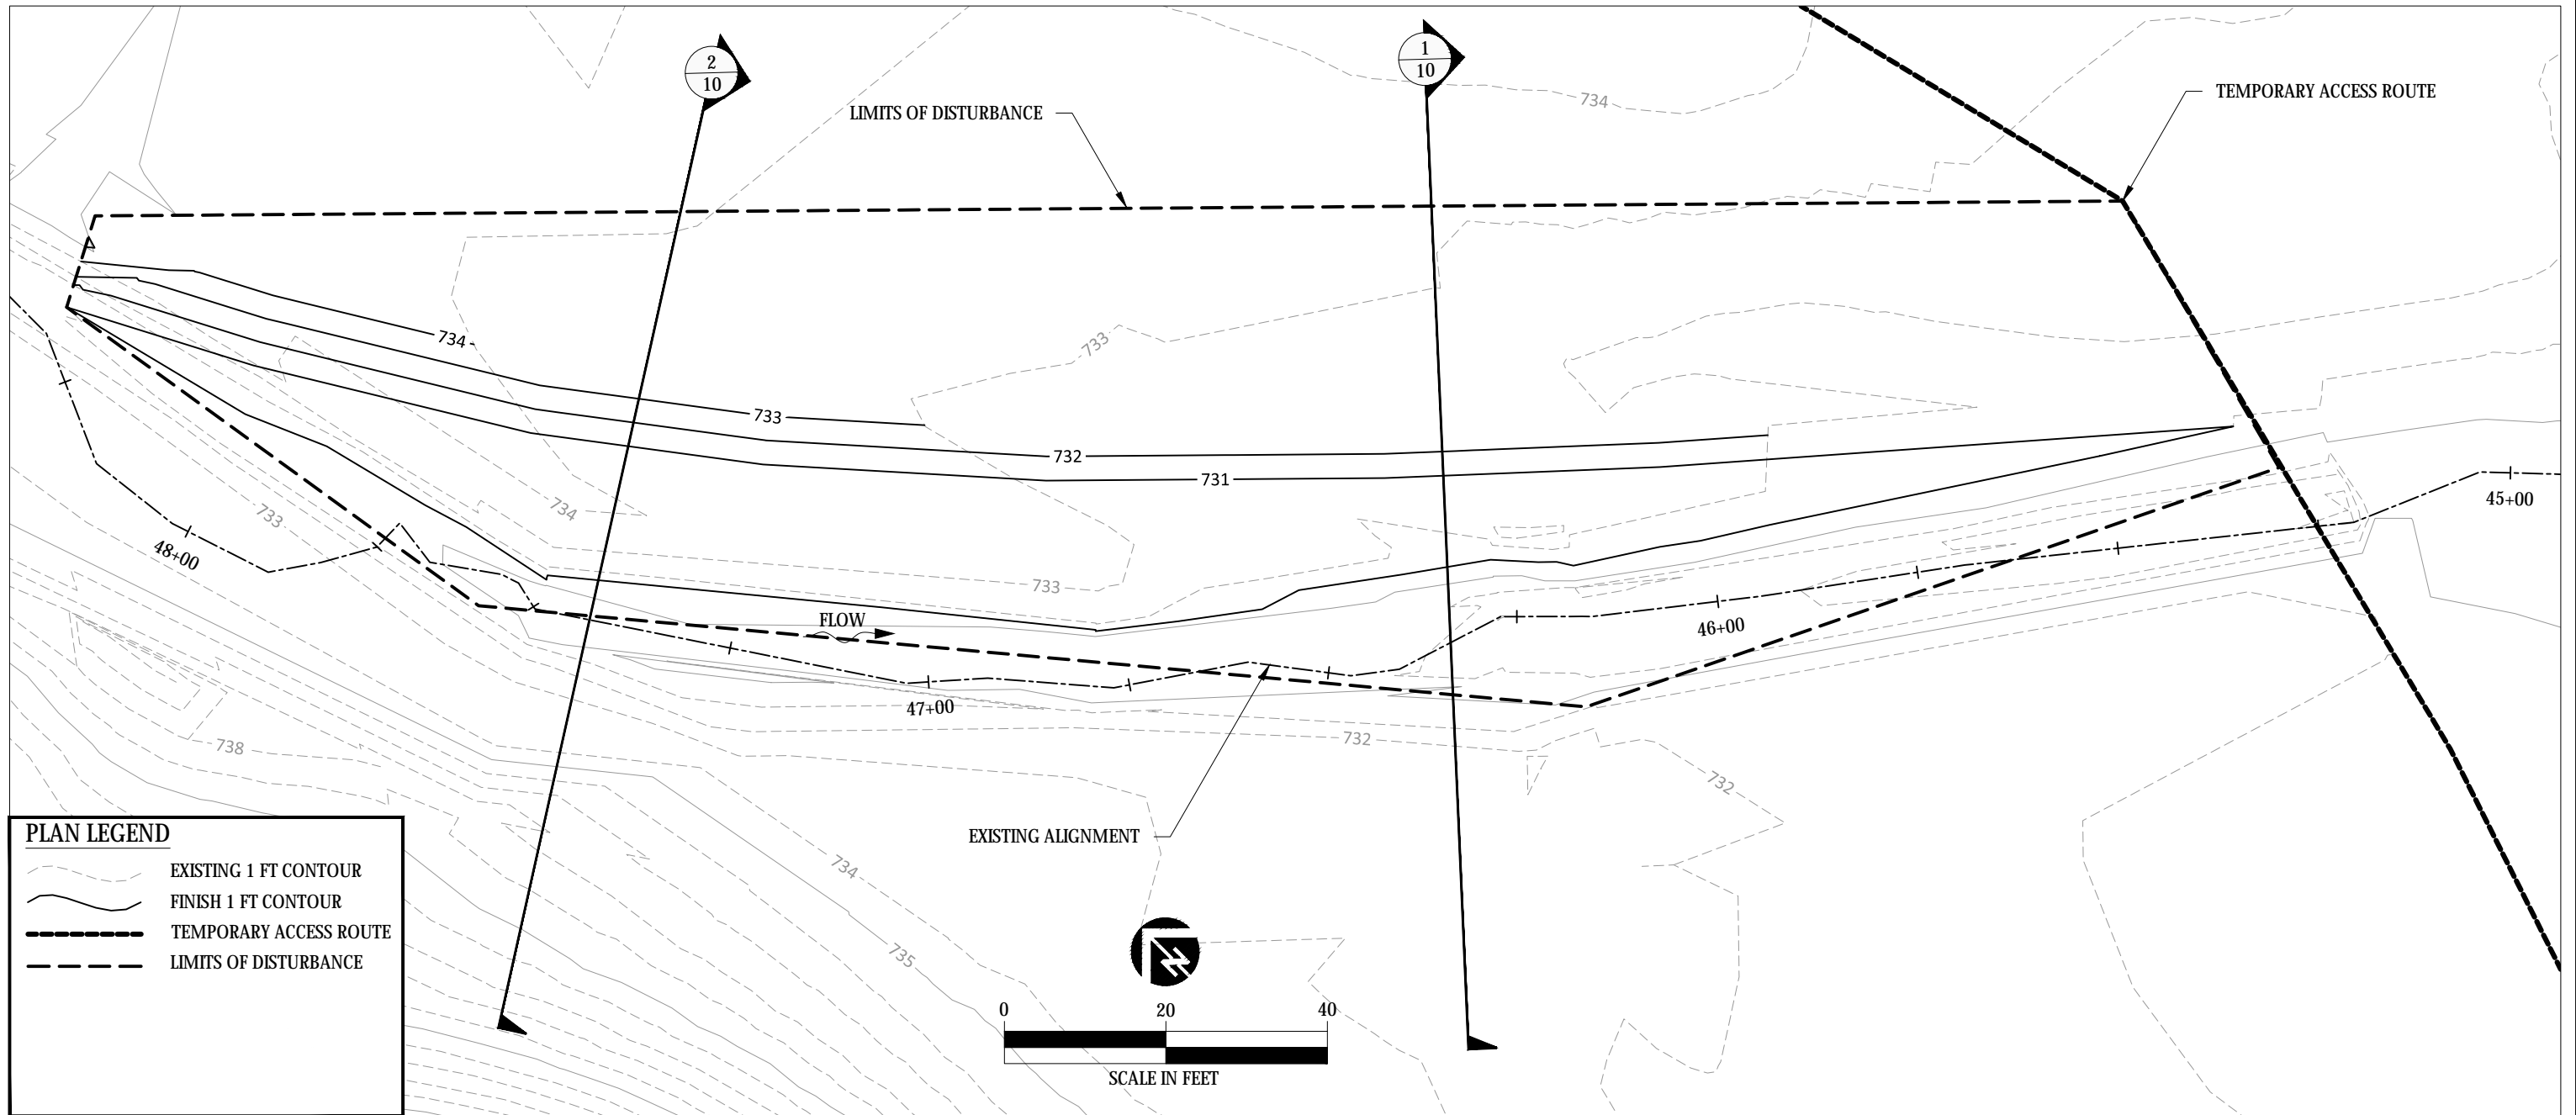 2
10
1
10
LIMITS OF DISTURBANCE
734
TEMPORARY ACCESS ROUTE
734
733
733
732
731
733
734
48+00
45+00
733
FLOW
46+00
47+00
738
732
732
EXISTING ALIGNMENT
734
735
PLAN LEGEND
EXISTING 1 FT CONTOUR
FINISH 1 FT CONTOUR
TEMPORARY ACCESS ROUTE
LIMITS OF DISTURBANCE
0 20 40
SCALE IN FEET